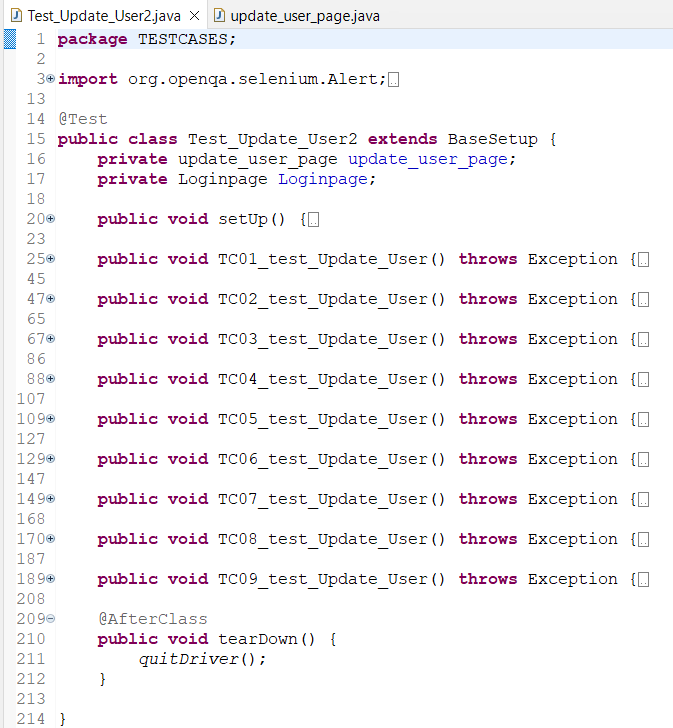 Test_Update_User2.java update_user_page.java
1 package TESTCASES;
2
3 import org.openqa.selenium.Alert;
13
14 @Test
15 public class Test_Update_User2 extends BaseSetup {
16 private update_user_page update_user_page;
17 private Loginpage Loginpage;
18
20 public void setUp() {
23
25 public void TC01_test_Update_User() throws Exception {
45
47 public void TC02_test_Update_User() throws Exception {
65
67 public void TC03_test_Update_User() throws Exception {
86
88 public void TC04_test_Update_User() throws Exception {
107
109 public void TC05_test_Update_User() throws Exception {
127
129 public void TC06_test_Update_User() throws Exception {
147
149 public void TC07_test_Update_User() throws Exception {
168
170 public void TC08_test_Update_User() throws Exception {
187
189 public void TC09_test_Update_User() throws Exception {
208
209 @AfterClass
210 public void tearDown() {
211 quitDriver();
212 }
213
214 }